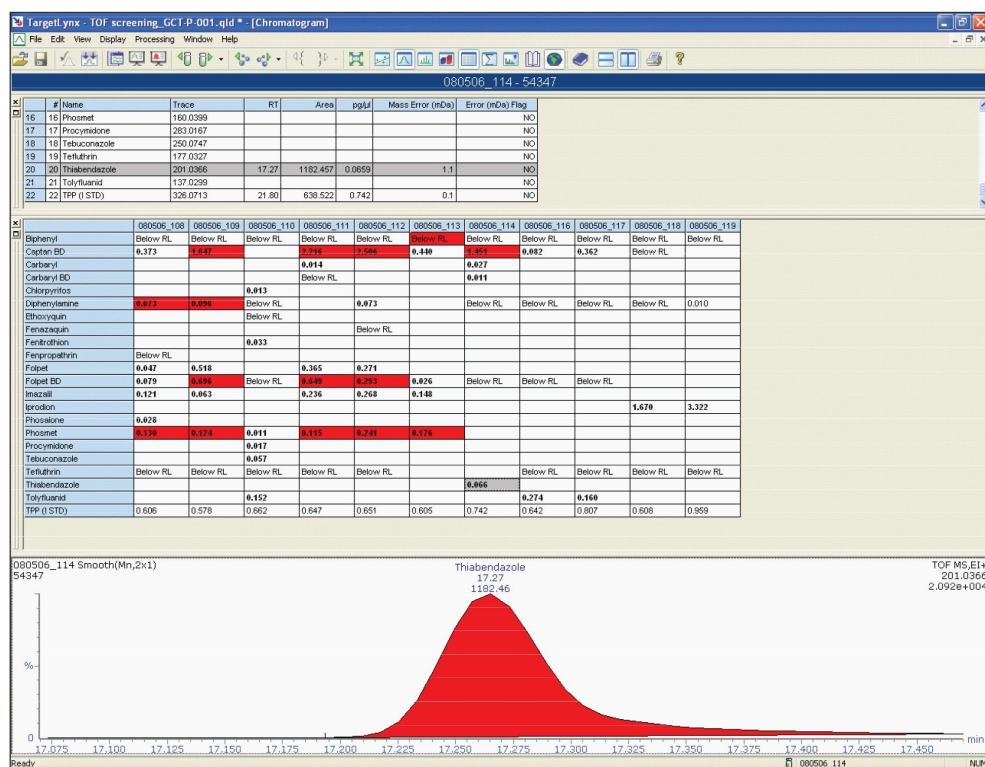 TargetLynx - TOF screening_GCT-P-001.qld * - [Chromatogram]
File Edit View Display Processing Window Help
080506_114 - 54347
# Name Trace RT Area pg/µl Mass Error (mDa) Error (mDa) Flag
16 16 Phosmet 160.0399 NO
17 17 Procymidone 283.0167 NO
18 18 Tebuconazole 250.0747 NO
19 19 Tefluthrin 177.0327 NO
20 20 Thiabendazole 201.0366 17.27 1182.457 0.0659 1.1 NO
21 21 Tolyfluanid 137.0299 NO
22 22 TPP (I STD) 326.0713 21.80 638.522 0.742 0.1 NO
080506_108 080506_109 080506_110 080506_111 080506_112 080506_113 080506_114 080506_116 080506_117 080506_118 080506_119
Biphenyl Below RL Below RL Below RL Below RL Below RL Below RL Below RL Below RL Below RL Below RL Below RL
Captan BD 0.373 1.647 2.216 2.506 0.440 1.451 0.082 0.362 Below RL
Carbaryl 0.014 0.027
Carbaryl BD Below RL 0.011
Chlorpyrifos 0.013
Diphenylamine 0.073 0.096 Below RL 0.073 Below RL Below RL Below RL Below RL 0.010
Ethoxyquin Below RL
Fenazaquin Below RL
Fenitrothion 0.033
Fenpropathrin Below RL
Folpet 0.047 0.518 0.365 0.271
Folpet BD 0.079 0.696 Below RL 0.649 0.293 0.026 Below RL Below RL Below RL
Imazalil 0.121 0.063 0.236 0.268 0.148
Iprodion 1.670 3.322
Phosalone 0.028
Phosmet 0.130 0.124 0.011 0.115 0.241 0.176
Procymidone 0.017
Tebuconazole 0.057
Tefluthrin Below RL Below RL Below RL Below RL Below RL Below RL Below RL Below RL Below RL
Thiabendazole 0.066
Tolyfluanid 0.152 0.274 0.160
TPP (I STD) 0.606 0.578 0.662 0.647 0.651 0.605 0.742 0.642 0.807 0.608 0.959
080506_114 Smooth(Mn,2x1)
54347
Thiabendazole
17.27
1182.46
TOF MS,EI+
201.0366
2.092e+004
%
0
17.075 17.100 17.125 17.150 17.175 17.200 17.225 17.250 17.275 17.300 17.325 17.350 17.375 17.400 17.425 17.450 min
Ready 080506_114 NUM